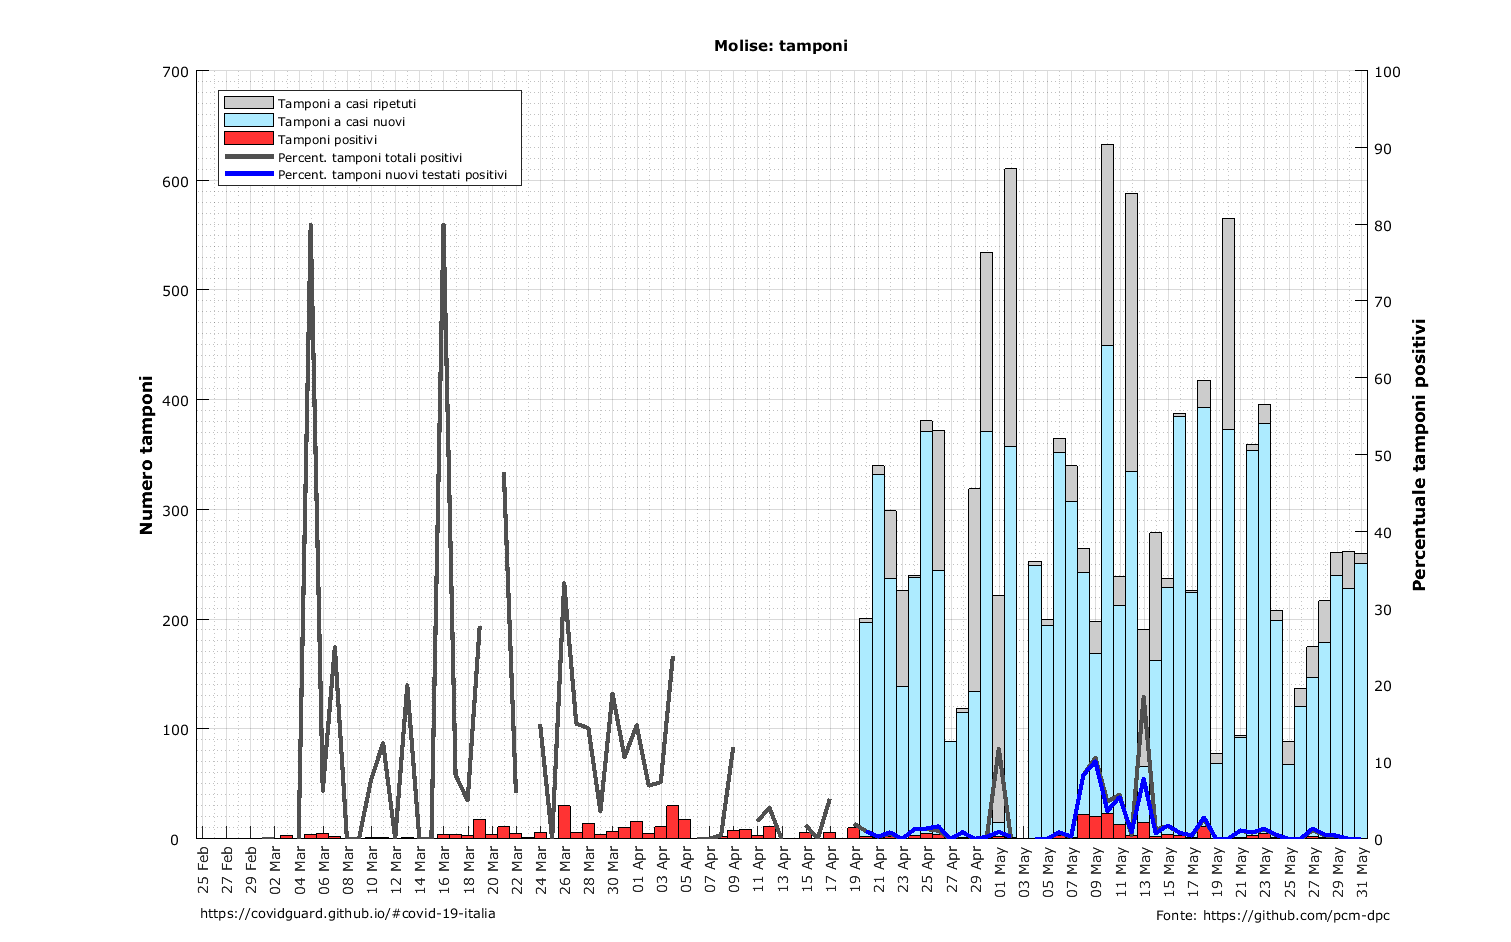 Molise: tamponi
Tamponi a casi ripetuti
Tamponi a casi nuovi
Tamponi positivi
Percent. tamponi totali positivi
Percent. tamponi nuovi testati positivi
Numero tamponi
700
600
500
400
300
200
100
0
Percentuale tamponi positivi
100
90
80
70
60
50
40
30
20
10
0
25 Feb
27 Feb
29 Feb
02 Mar
04 Mar
06 Mar
08 Mar
10 Mar
12 Mar
14 Mar
16 Mar
18 Mar
20 Mar
22 Mar
24 Mar
26 Mar
28 Mar
30 Mar
01 Apr
03 Apr
05 Apr
07 Apr
09 Apr
11 Apr
13 Apr
15 Apr
17 Apr
19 Apr
21 Apr
23 Apr
25 Apr
27 Apr
29 Apr
01 May
03 May
05 May
07 May
09 May
11 May
13 May
15 May
17 May
19 May
21 May
23 May
25 May
27 May
29 May
31 May
https://covidguard.github.io/#covid-19-italia
Fonte: https://github.com/pcm-dpc